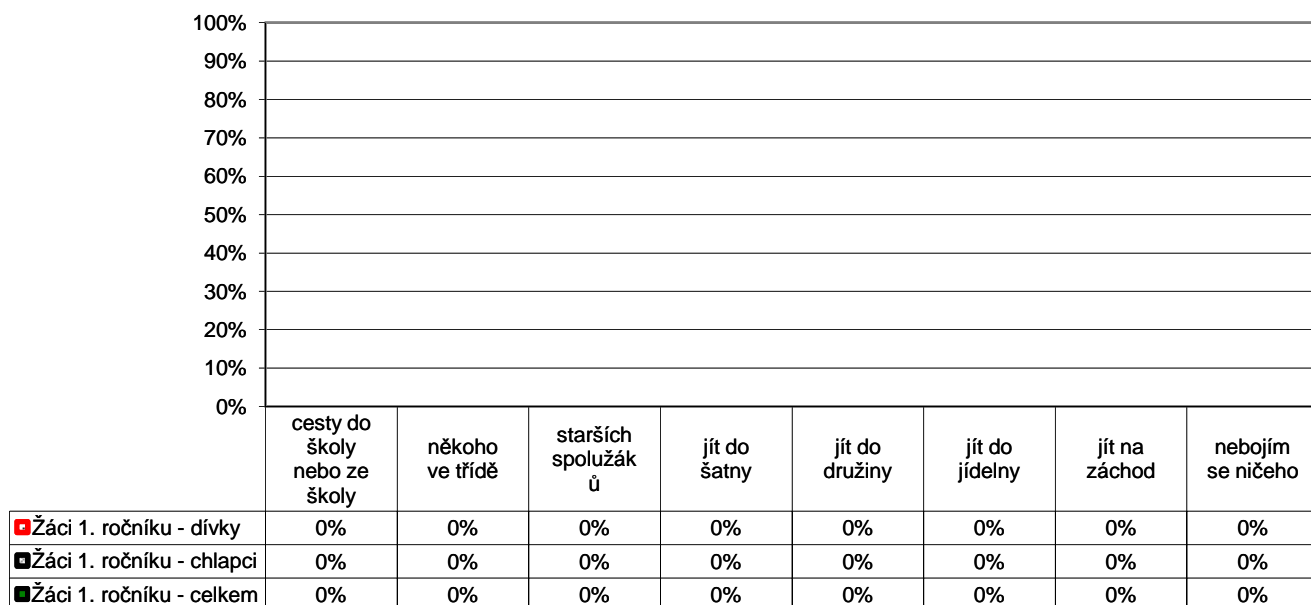 100%
90%
80%
70%
60%
50%
40%
30%
20%
10%
0%
cesty do
školy
nebo ze
školy
někoho
ve třídě
starších
spolužák
ů
jít do
šatny
jít do
družiny
jít do
jídelny
jít na
záchod
nebojím
se ničeho
Žáci 1. ročníku - dívky 0% 0% 0% 0% 0% 0% 0% 0%
Žáci 1. ročníku - chlapci 0% 0% 0% 0% 0% 0% 0% 0%
Žáci 1. ročníku - celkem 0% 0% 0% 0% 0% 0% 0% 0%